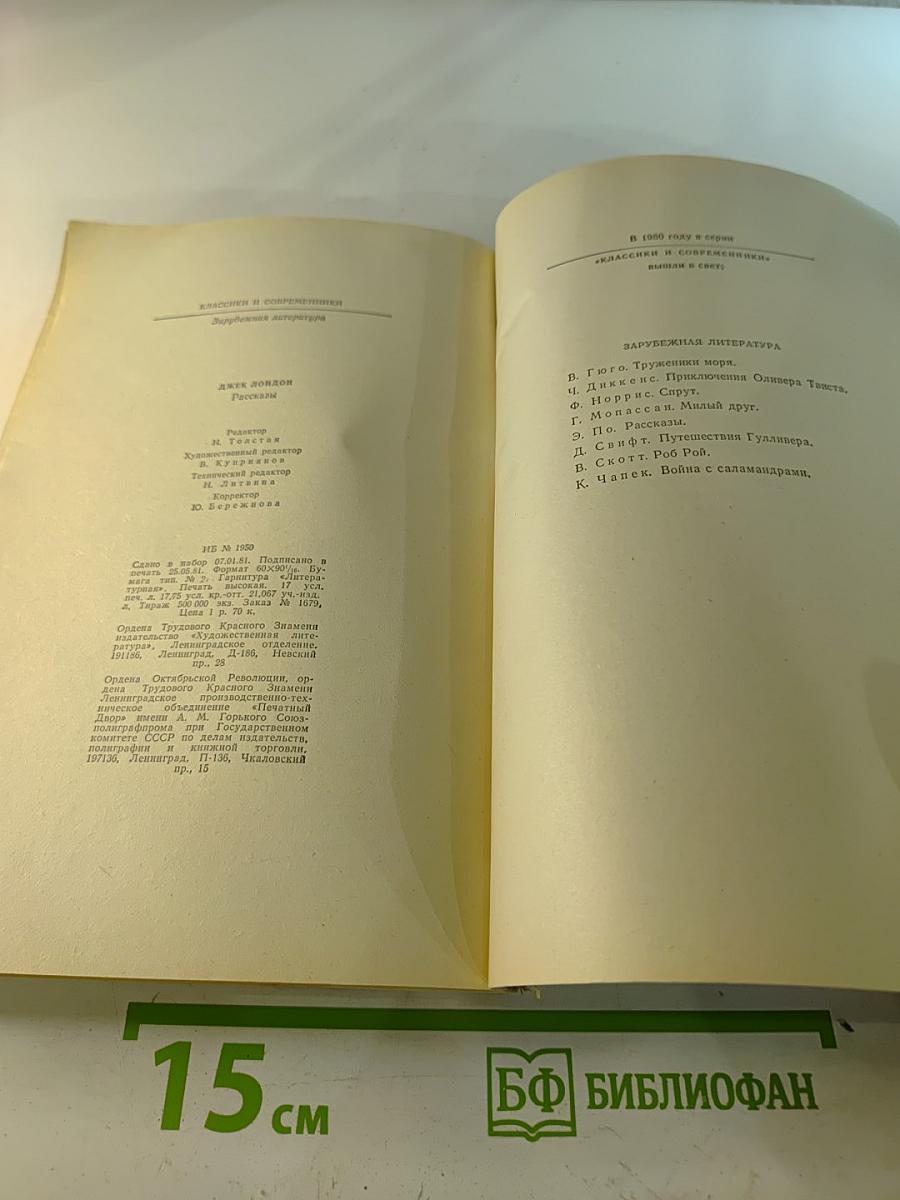 КЛАССИКИ И СОВРЕМЕННИКИ
Зарубежная литература
ДЖЕК ЛОНДОН
Рассказы
Редактор
Н. Толстая
Художественный редактор
В. Куприянов
Технический редактор
Н. Литвина
Корректор
Ю. Бережнова
ИБ № 1950
Сдано в набор 07.01.81. Подписано в
печать 25.05.81. Формат 60×90¹/₁₆. Бу-
мага тип. № 2. Гарнитура «Литера-
турная». Печать высокая. 17 усл.
печ. л. 17,75 усл. кр.-отт. 21,067 уч.-изд.
л. Тираж 500 000 экз. Заказ № 1679.
Цена 1 р. 70 к.
Ордена Трудового Красного Знамени
издательство «Художественная лите-
ратура», Ленинградское отделение.
191186, Ленинград, Д-186, Невский
пр., 28
Ордена Октябрьской Революции, ор-
дена Трудового Красного Знамени
Ленинградское производственно-тех-
ническое объединение «Печатный
Двор» имени А. М. Горького Союз-
полиграфпрома при Государственном
комитете СССР по делам издательств,
полиграфии и книжной торговли.
197136, Ленинград, П-136, Чкаловский
пр., 15
В 1980 году в серии
«КЛАССИКИ И СОВРЕМЕННИКИ»
вышли в свет:
ЗАРУБЕЖНАЯ ЛИТЕРАТУРА
В. Гюго. Труженики моря.
Ч. Диккенс. Приключения Оливера Твиста.
Ф. Норрис. Спрут.
Г. Мопассан. Милый друг.
Э. По. Рассказы.
Д. Свифт. Путешествия Гулливера.
В. Скотт. Роб Рой.
К. Чапек. Война с саламандрами.
15 см
БФ БИБЛИОФАН